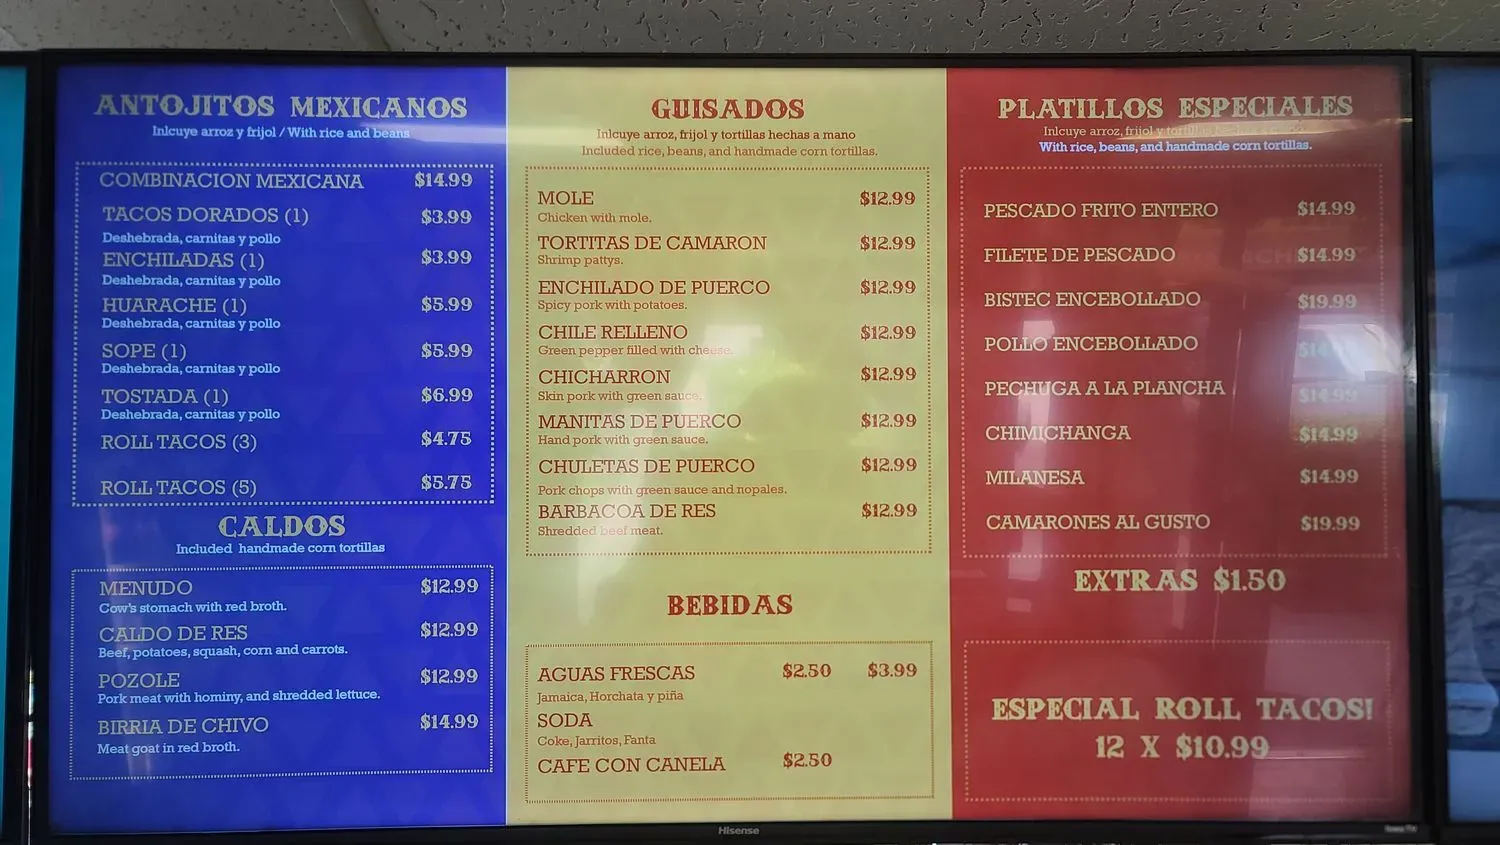 ANTOJITOS MEXICANOS
Inlcuye arroz y frijol / With rice and beans
COMBINACION MEXICANA $14.99
TACOS DORADOS (1) $3.99
Deshebrada, carnitas y pollo
ENCHILADAS (1) $3.99
Deshebrada, carnitas y pollo
HUARACHE (1) $5.99
Deshebrada, carnitas y pollo
SOPE (1) $5.99
Deshebrada, carnitas y pollo
TOSTADA (1) $6.99
Deshebrada, carnitas y pollo
ROLL TACOS (3) $4.75
ROLL TACOS (5) $5.75
CALDOS
Included handmade corn tortillas
MENUDO $12.99
Cow's stomach with red broth.
CALDO DE RES $12.99
Beef, potatoes, squash, corn and carrots.
POZOLE $12.99
Pork meat with hominy, and shredded lettuce.
BIRRIA DE CHIVO $14.99
Meat goat in red broth.
GUISADOS
Inlcuye arroz, frijol y tortillas hechas a mano
Included rice, beans, and handmade corn tortillas.
MOLE $12.99
Chicken with mole.
TORTITAS DE CAMARON $12.99
Shrimp pattys.
ENCHILADO DE PUERCO $12.99
Spicy pork with potatoes.
CHILE RELLENO $12.99
Green pepper filled with cheese.
CHICHARRON $12.99
Skin pork with green sauce.
MANITAS DE PUERCO $12.99
Hand pork with green sauce.
CHULETAS DE PUERCO $12.99
Pork chops with green sauce and nopales.
BARBACOA DE RES $12.99
Shredded beef meat.
BEBIDAS
AGUAS FRESCAS $2.50 $3.99
Jamaica, Horchata y piña
SODA
Coke, Jarritos, Fanta
CAFE CON CANELA $2.50
PLATILLOS ESPECIALES
Inlcuye arroz, frijol y tortillas
With rice, beans, and handmade corn tortillas.
PESCADO FRITO ENTERO $14.99
FILETE DE PESCADO $14.99
BISTEC ENCEBOLLADO $19.99
POLLO ENCEBOLLADO
PECHUGA A LA PLANCHA $14.99
CHIMICHANGA $14.99
MILANESA $14.99
CAMARONES AL GUSTO $19.99
EXTRAS $1.50
ESPECIAL ROLL TACOS!
12 X $10.99
Hisense